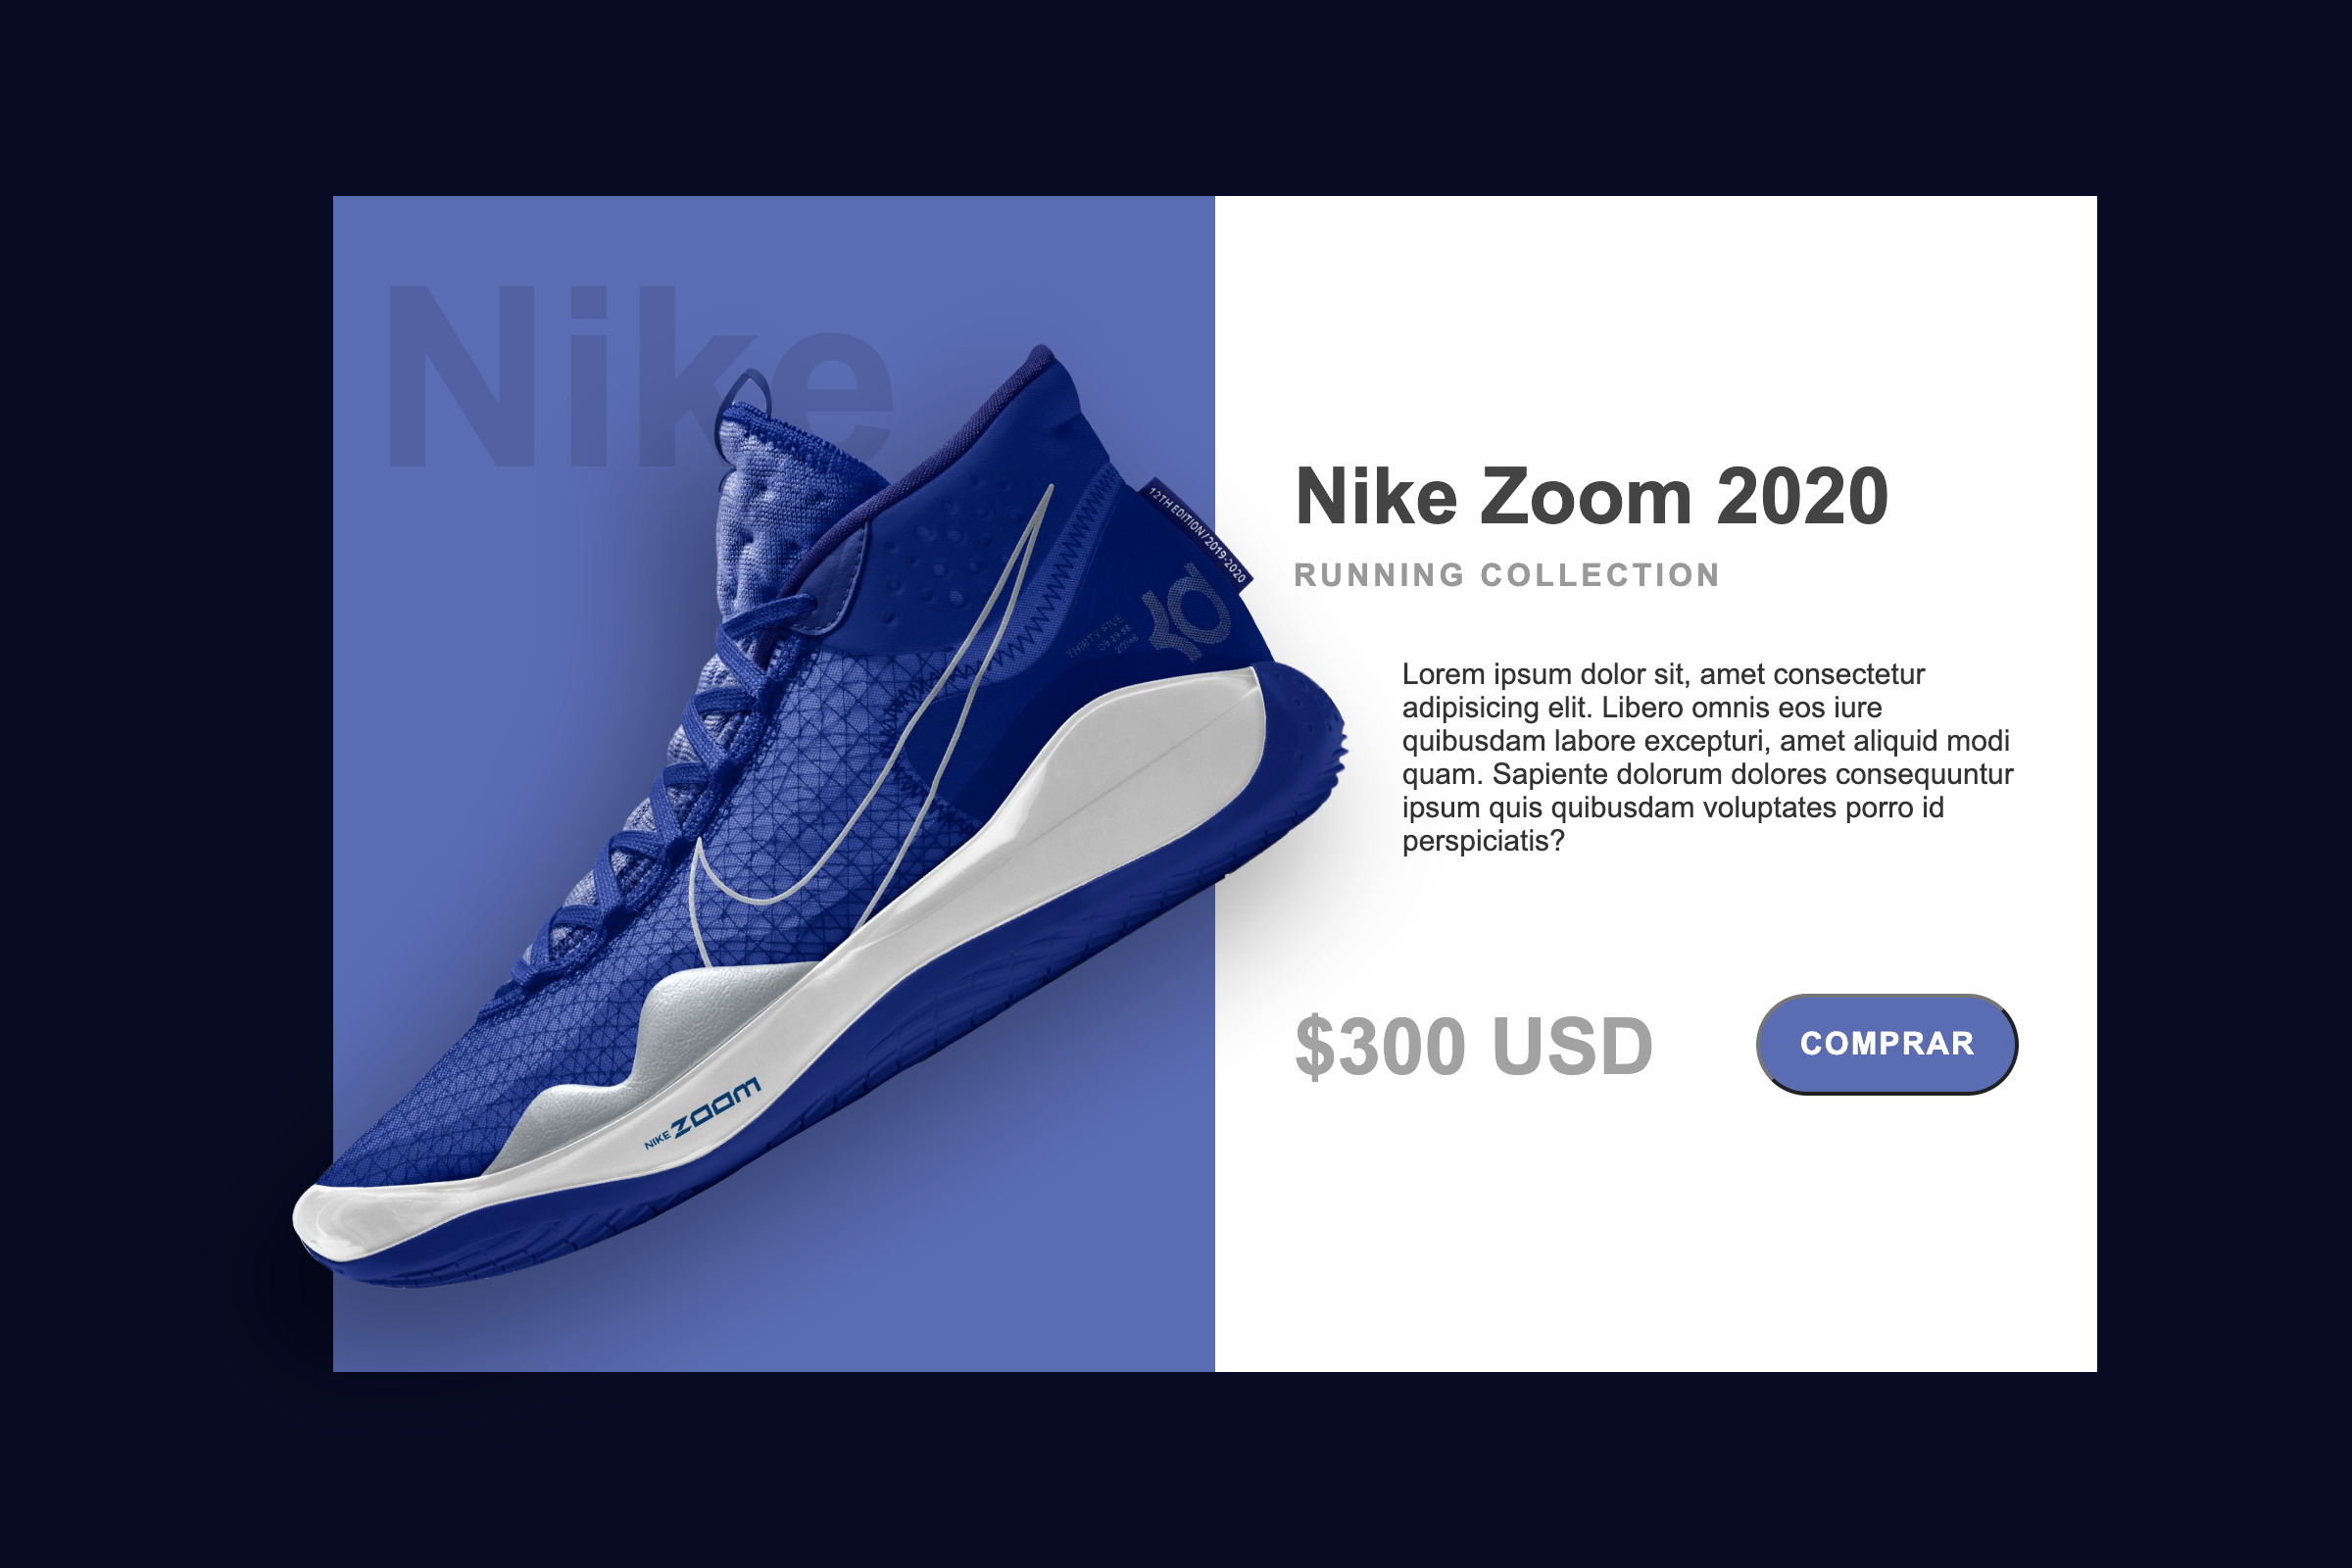 Nike
12TH EDITION/2019-2020
kd
THIRTY FIVE
NIKE ZOOM
Nike Zoom 2020
RUNNING COLLECTION
Lorem ipsum dolor sit, amet consectetur
adipisicing elit. Libero omnis eos iure
quibusdam labore excepturi, amet aliquid modi
quam. Sapiente dolorum dolores consequuntur
ipsum quis quibusdam voluptates porro id
perspiciatis?
$300 USD
COMPRAR